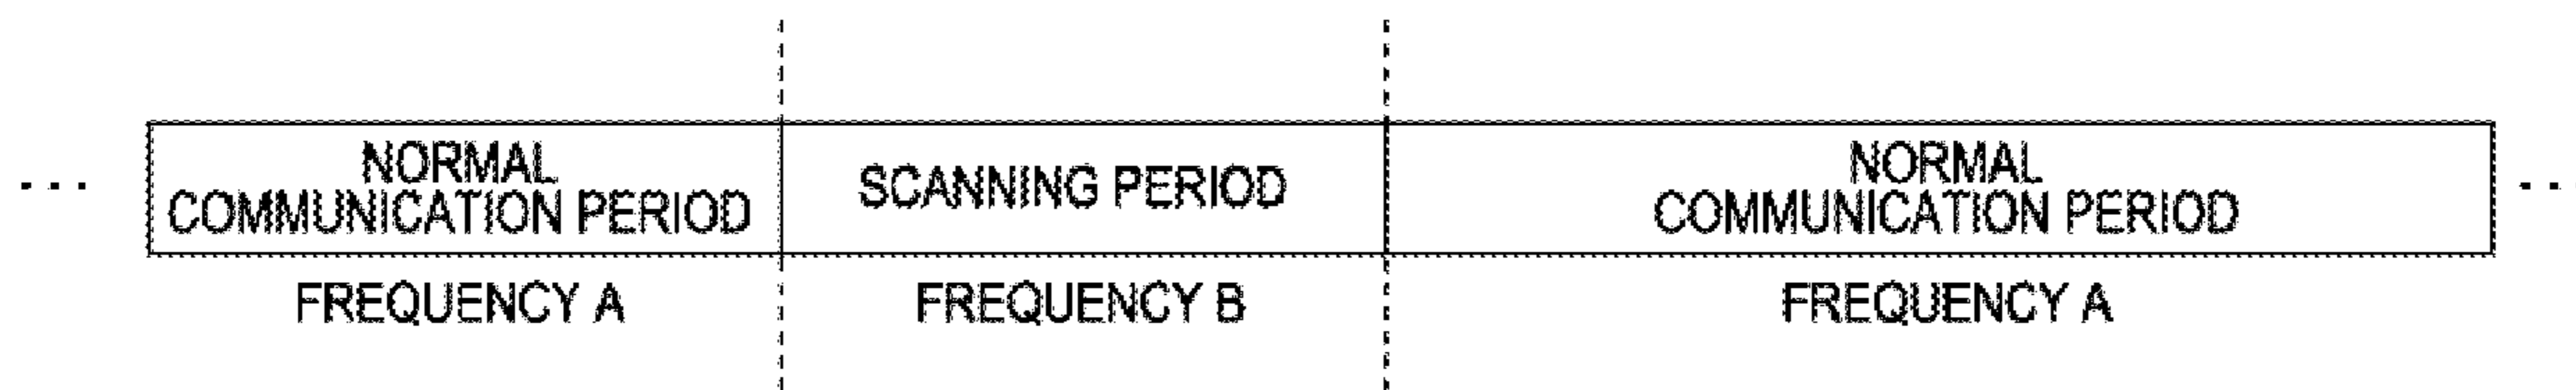 ... NORMAL COMMUNICATION PERIOD SCANNING PERIOD NORMAL COMMUNICATION PERIOD ...
FREQUENCY A FREQUENCY B FREQUENCY A